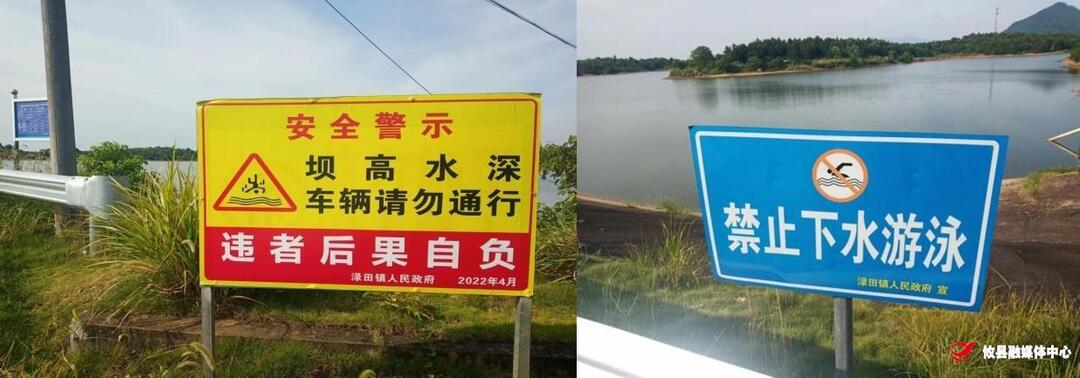 安全警示
坝高水深
车辆请勿通行
违者后果自负
渌田镇人民政府 2022年4月
禁止下水游泳
渌田镇人民政府 宣
攸县融媒体中心